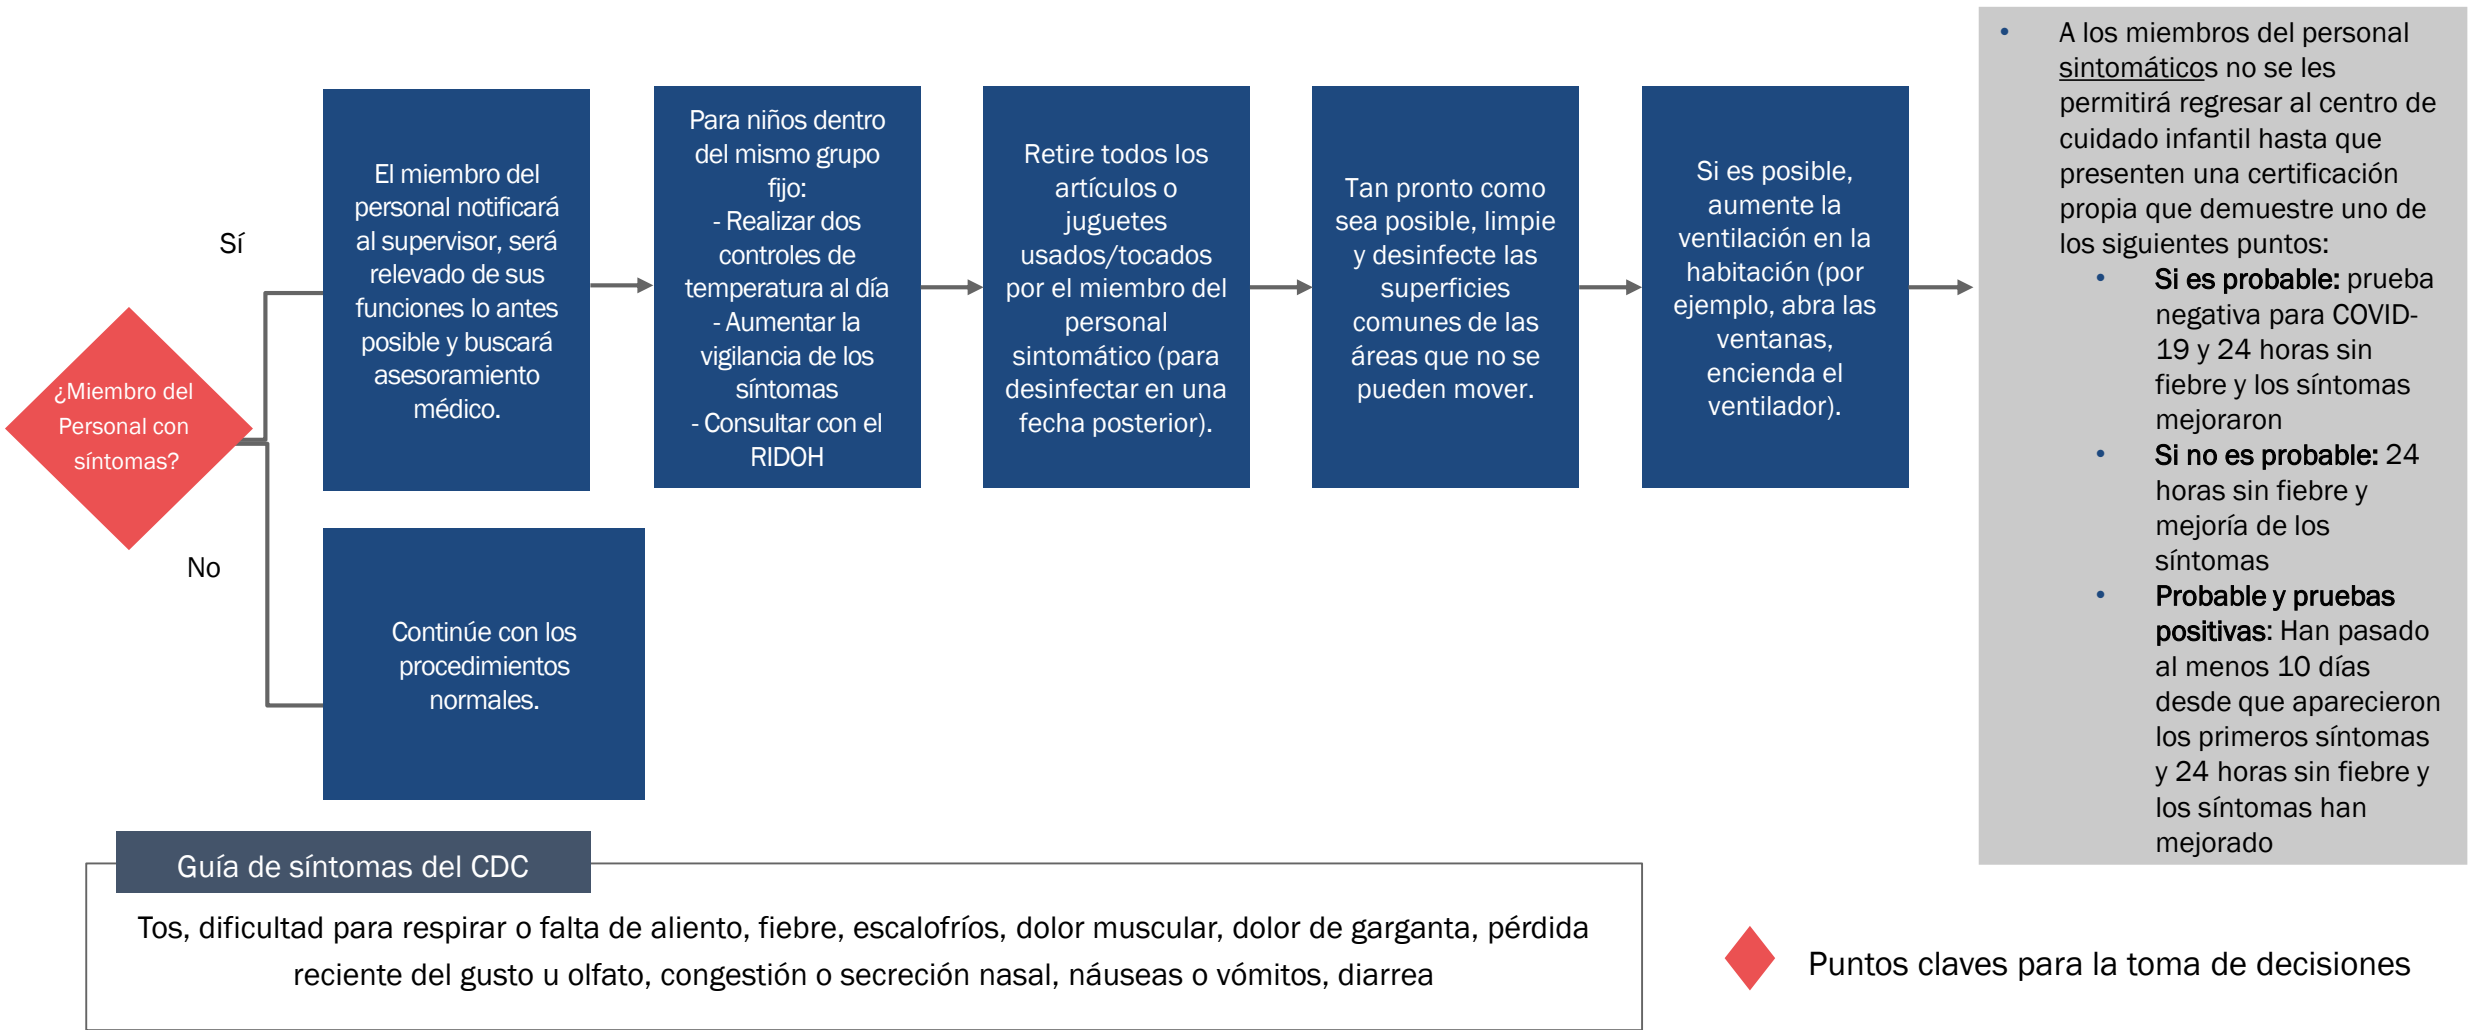 ¿Miembro del
Personal con
síntomas?
Sí
No
El miembro del
personal notificará
al supervisor, será
relevado de sus
funciones lo antes
posible y buscará
asesoramiento
médico.
Continúe con los
procedimientos
normales.
Para niños dentro
del mismo grupo
fijo:
- Realizar dos
controles de
temperatura al día
- Aumentar la
vigilancia de los
síntomas
- Consultar con el
RIDOH
Retire todos los
artículos o
juguetes
usados/tocados
por el miembro del
personal
sintomático (para
desinfectar en una
fecha posterior).
Tan pronto como
sea posible, limpie
y desinfecte las
superficies
comunes de las
áreas que no se
pueden mover.
Si es posible,
aumente la
ventilación en la
habitación (por
ejemplo, abra las
ventanas,
encienda el
ventilador).
• A los miembros del personal
sintomáticos no se les
permitirá regresar al centro de
cuidado infantil hasta que
presenten una certificación
propia que demuestre uno de
los siguientes puntos:
• Si es probable: prueba
negativa para COVID-
19 y 24 horas sin
fiebre y los síntomas
mejoraron
• Si no es probable: 24
horas sin fiebre y
mejoría de los
síntomas
• Probable y pruebas
positivas: Han pasado
al menos 10 días
desde que aparecieron
los primeros síntomas
y 24 horas sin fiebre y
los síntomas han
mejorado
Guía de síntomas del CDC
Tos, dificultad para respirar o falta de aliento, fiebre, escalofríos, dolor muscular, dolor de garganta, pérdida
reciente del gusto u olfato, congestión o secreción nasal, náuseas o vómitos, diarrea
Puntos claves para la toma de decisiones